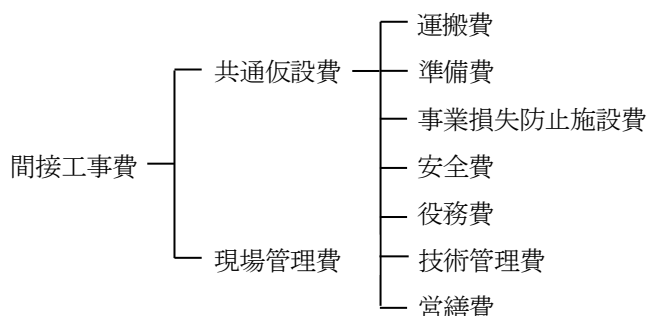 間接工事費
共通仮設費
現場管理費
運搬費
準備費
事業損失防止施設費
安全費
役務費
技術管理費
営繕費